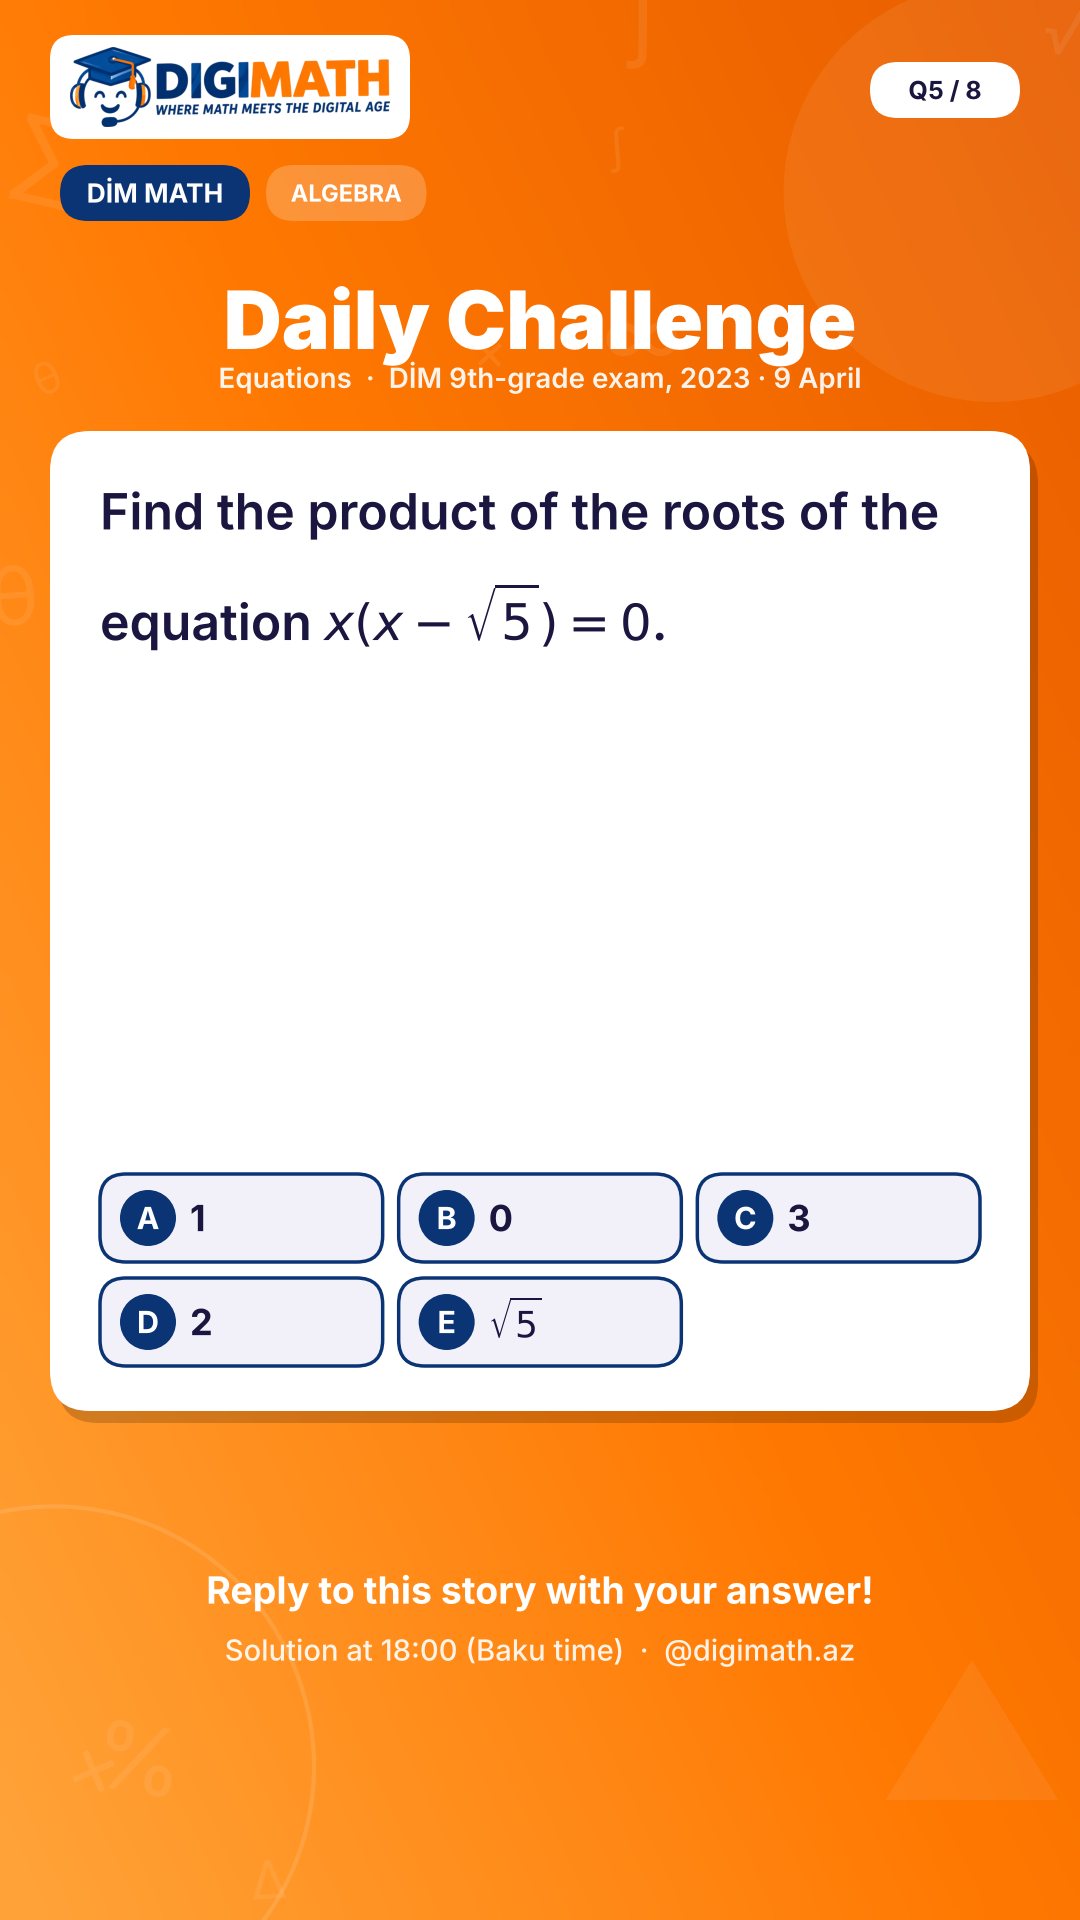 DIGIMATH
WHERE MATH MEETS THE DIGITAL AGE
Q5 / 8
DİM MATH
ALGEBRA
Daily Challenge
Equations · DİM 9th-grade exam, 2023 · 9 April
Find the product of the roots of the
equation x(x − √5) = 0.
A 1
B 0
C 3
D 2
E √5
Reply to this story with your answer!
Solution at 18:00 (Baku time) · @digimath.az